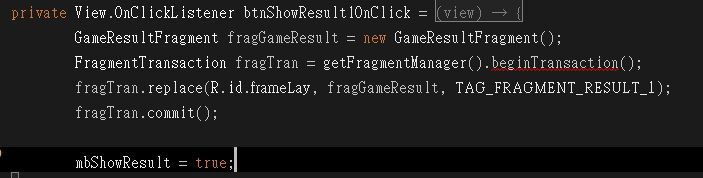 private View.OnClickListener btnShowResult1OnClick = (view) → {
GameResultFragment fragGameResult = new GameResultFragment();
FragmentTransaction fragTran = getFragmentManager().beginTransaction();
fragTran.replace(R.id.frameLay, fragGameResult, TAG_FRAGMENT_RESULT_1);
fragTran.commit();
mbShowResult = true;